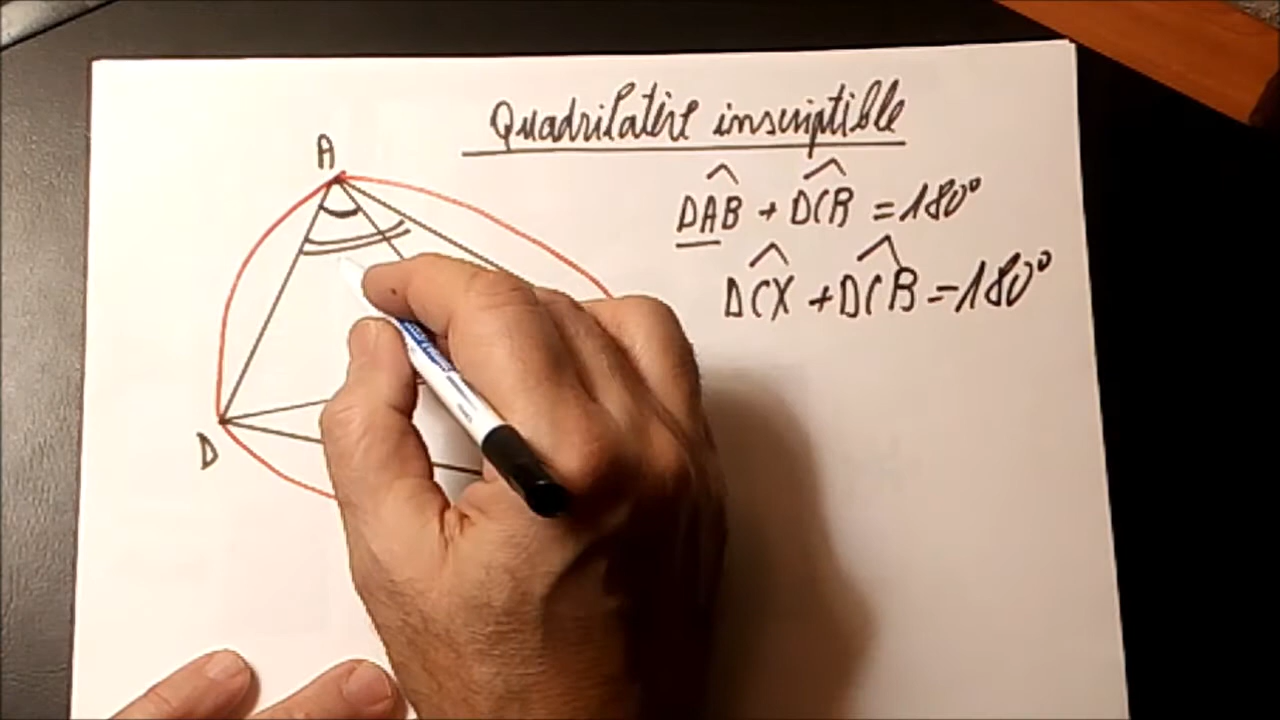 Quadrilatère inscriptible
A
DAB + DCB = 180°
DCX + DCB = 180°
D